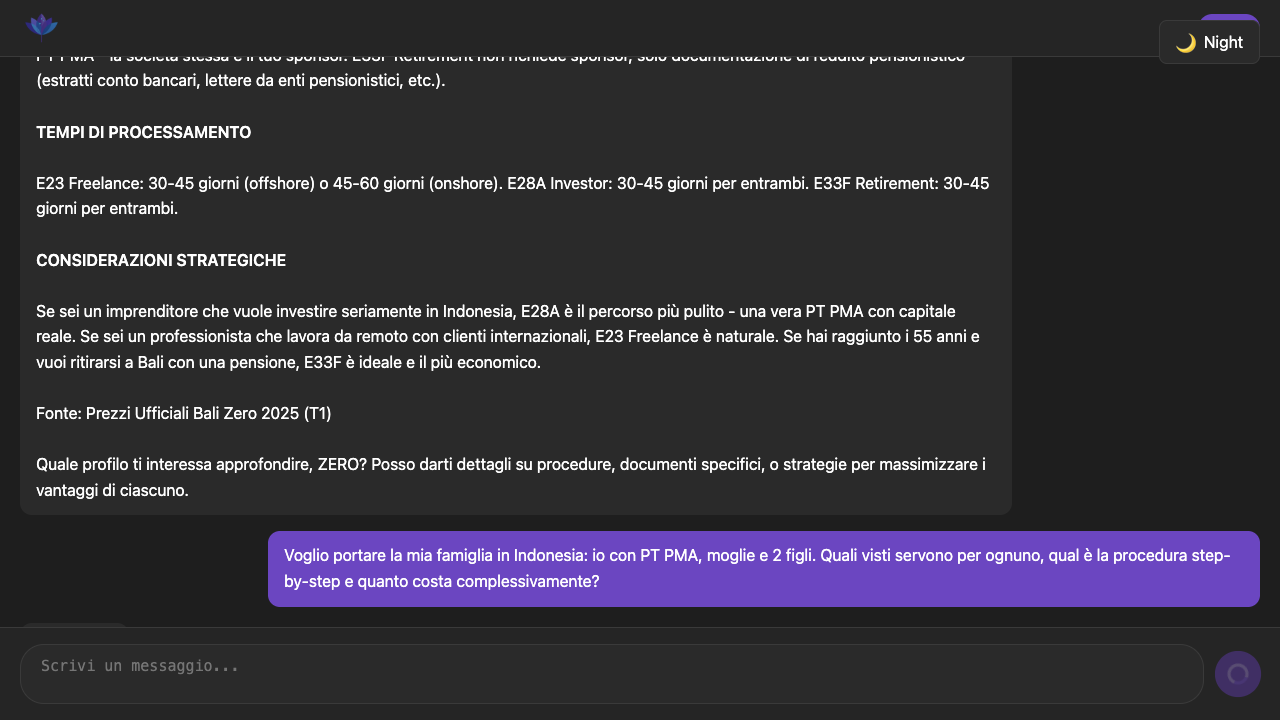 Night
PT PMA - la società stessa è il tuo sponsor. E33F Retirement non richiede sponsor, solo documentazione di reddito pensionistico
(estratti conto bancari, lettere da enti pensionistici, etc.).
TEMPI DI PROCESSAMENTO
E23 Freelance: 30-45 giorni (offshore) o 45-60 giorni (onshore). E28A Investor: 30-45 giorni per entrambi. E33F Retirement: 30-45
giorni per entrambi.
CONSIDERAZIONI STRATEGICHE
Se sei un imprenditore che vuole investire seriamente in Indonesia, E28A è il percorso più pulito - una vera PT PMA con capitale
reale. Se sei un professionista che lavora da remoto con clienti internazionali, E23 Freelance è naturale. Se hai raggiunto i 55 anni e
vuoi ritirarsi a Bali con una pensione, E33F è ideale e il più economico.
Fonte: Prezzi Ufficiali Bali Zero 2025 (T1)
Quale profilo ti interessa approfondire, ZERO? Posso darti dettagli su procedure, documenti specifici, o strategie per massimizzare i
vantaggi di ciascuno.
Voglio portare la mia famiglia in Indonesia: io con PT PMA, moglie e 2 figli. Quali visti servono per ognuno, qual è la procedura step-
by-step e quanto costa complessivamente?
Scrivi un messaggio...